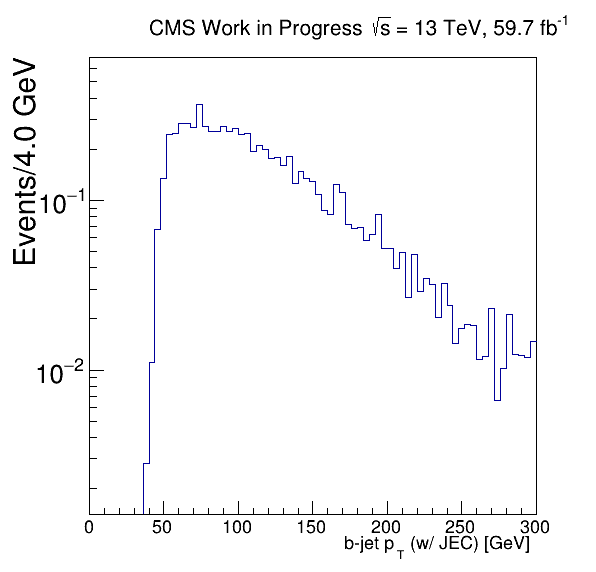 CMS Work in Progress √s = 13 TeV, 59.7 fb⁻¹
Events/4.0 GeV
10⁻¹
10⁻²
0 50 100 150 200 250 300
b-jet p_T (w/ JEC) [GeV]